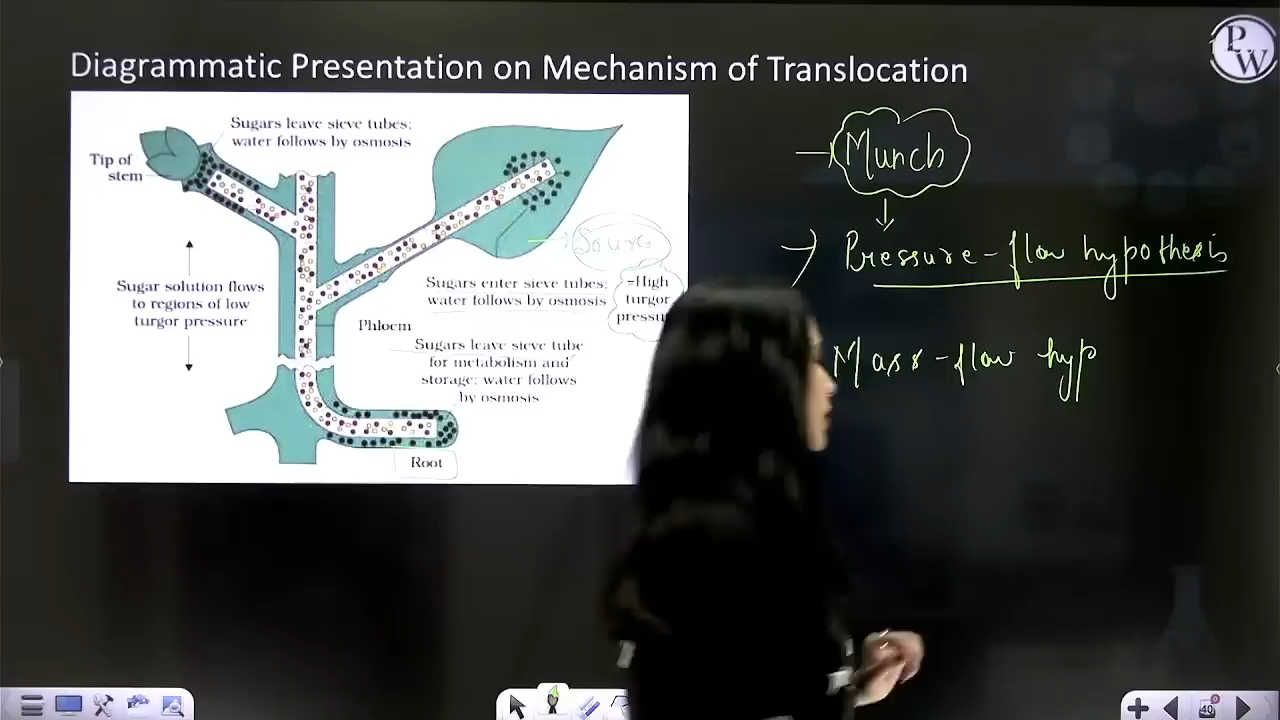 Diagrammatic Presentation on Mechanism of Translocation
PW
Sugars leave sieve tubes;
water follows by osmosis
Tip of
stem
Sugar solution flows
to regions of low
turgor pressure
Sugars enter sieve tubes;
water follows by osmosis
=High
turgor
Phloem
Sugars leave sieve tube
for metabolism and
storage; water follows
by osmosis
Root
Munch
Pressure-flow hypothesis
Mass-flow hyp
40